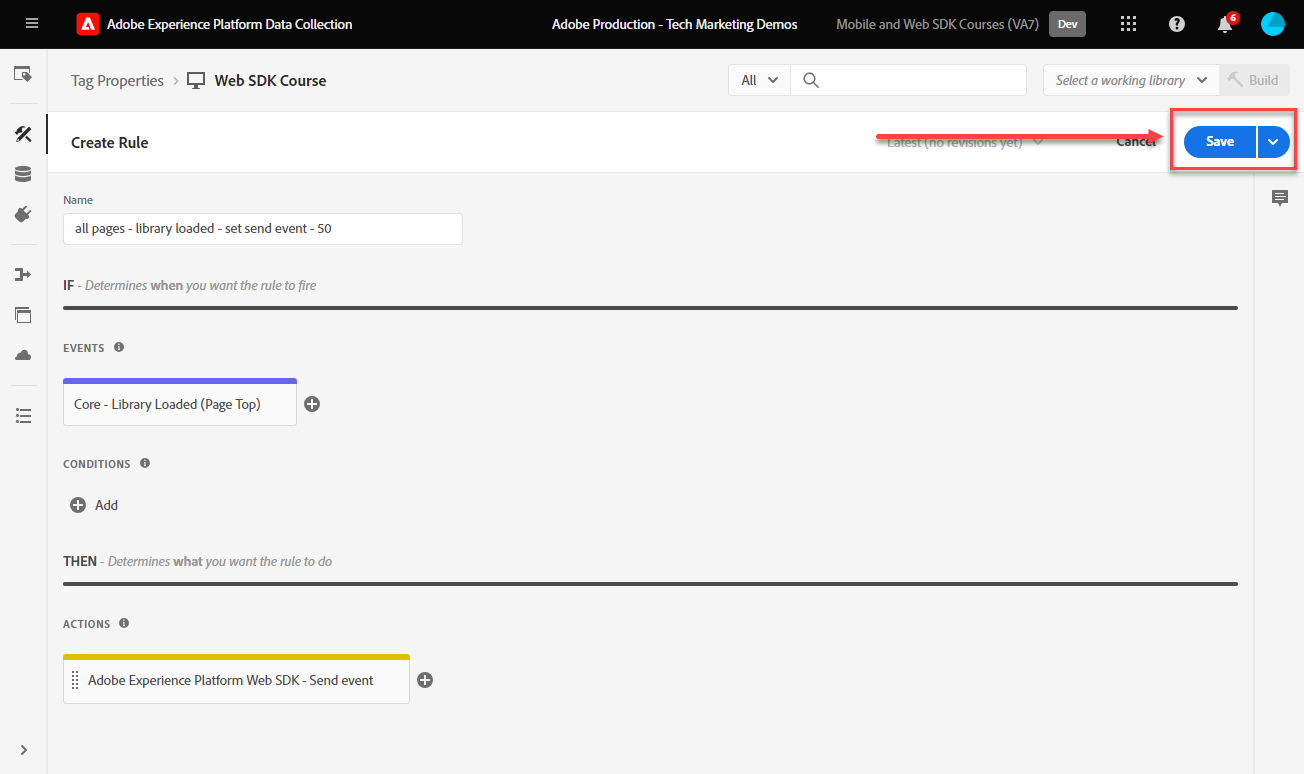 Adobe Experience Platform Data Collection
Adobe Production - Tech Marketing Demos
Mobile and Web SDK Courses (VA7)
Dev
6
Tag Properties
Web SDK Course
All
Select a working library
Build
Create Rule
Latest (no revisions yet)
Cancel
Save
Name
all pages - library loaded - set send event - 50
IF - Determines when you want the rule to fire
EVENTS
Core - Library Loaded (Page Top)
CONDITIONS
Add
THEN - Determines what you want the rule to do
ACTIONS
Adobe Experience Platform Web SDK - Send event